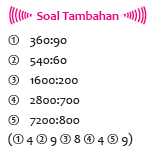 Soal Tambahan
① 360:90
② 540:60
③ 1600:200
④ 2800:700
⑤ 7200:800
(① 4 ② 9 ③ 8 ④ 4 ⑤ 9)